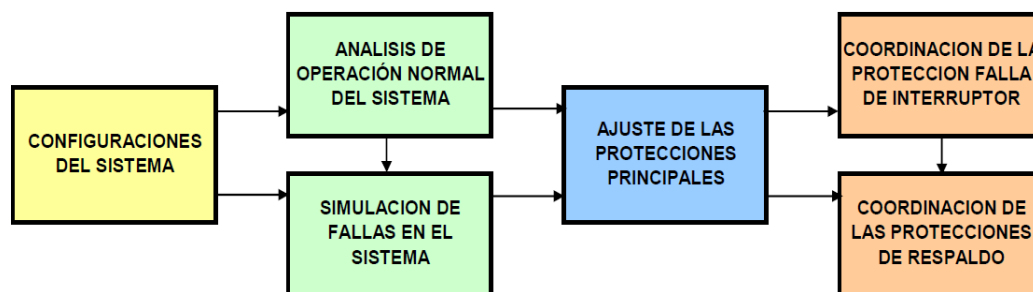 CONFIGURACIONES
DEL SISTEMA
ANALISIS DE
OPERACIÓN NORMAL
DEL SISTEMA
SIMULACION DE
FALLAS EN EL
SISTEMA
AJUSTE DE LAS
PROTECCIONES
PRINCIPALES
COORDINACION DE LA
PROTECCION FALLA
DE INTERRUPTOR
COORDINACION DE
LAS PROTECCIONES
DE RESPALDO